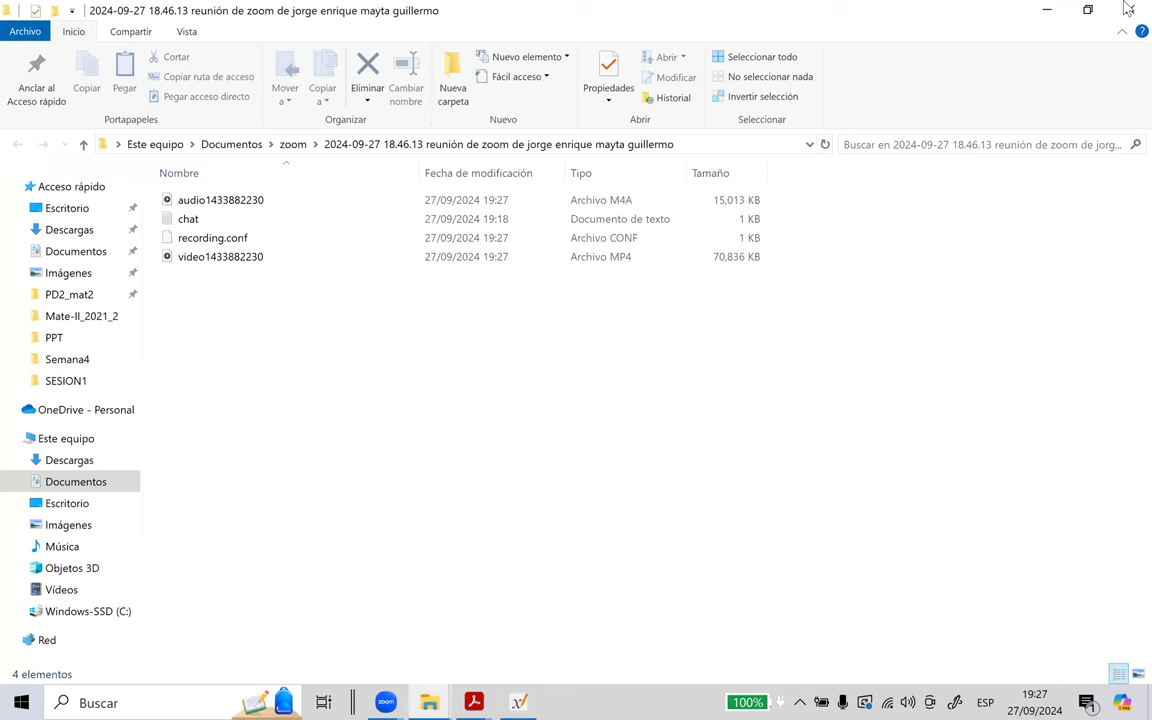 2024-09-27 18.46.13 reunión de zoom de jorge enrique mayta guillermo
Archivo Inicio Compartir Vista
Anclar al Acceso rápido
Copiar
Pegar
Cortar
Copiar ruta de acceso
Pegar acceso directo
Portapapeles
Mover a
Copiar a
Eliminar
Cambiar nombre
Organizar
Nueva carpeta
Nuevo elemento
Fácil acceso
Nuevo
Propiedades
Abrir
Modificar
Historial
Abrir
Seleccionar todo
No seleccionar nada
Invertir selección
Seleccionar
Este equipo > Documentos > zoom > 2024-09-27 18.46.13 reunión de zoom de jorge enrique mayta guillermo
Buscar en 2024-09-27 18.46.13 reunión de zoom de jorg...
Nombre Fecha de modificación Tipo Tamaño
audio1433882230 27/09/2024 19:27 Archivo M4A 15,013 KB
chat 27/09/2024 19:18 Documento de texto 1 KB
recording.conf 27/09/2024 19:27 Archivo CONF 1 KB
video1433882230 27/09/2024 19:27 Archivo MP4 70,836 KB
Acceso rápido
Escritorio
Descargas
Documentos
Imágenes
PD2_mat2
Mate-II_2021_2
PPT
Semana4
SESION1
OneDrive - Personal
Este equipo
Descargas
Documentos
Escritorio
Imágenes
Música
Objetos 3D
Vídeos
Windows-SSD (C:)
Red
4 elementos
Buscar
zoom
100%
ESP
19:27
27/09/2024
1